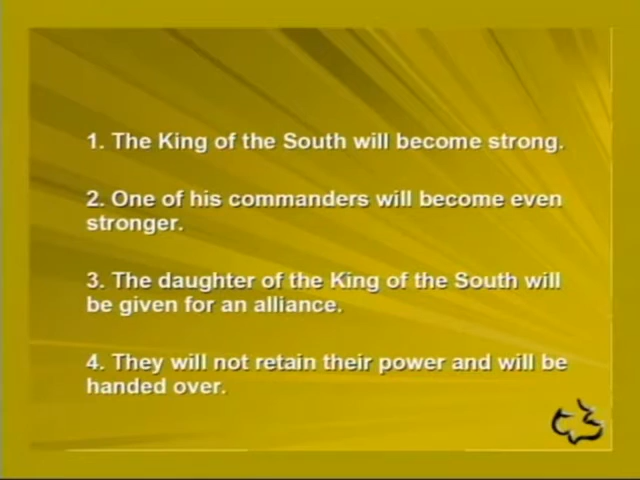 1. The King of the South will become strong.
2. One of his commanders will become even
stronger.
3. The daughter of the King of the South will
be given for an alliance.
4. They will not retain their power and will be
handed over.